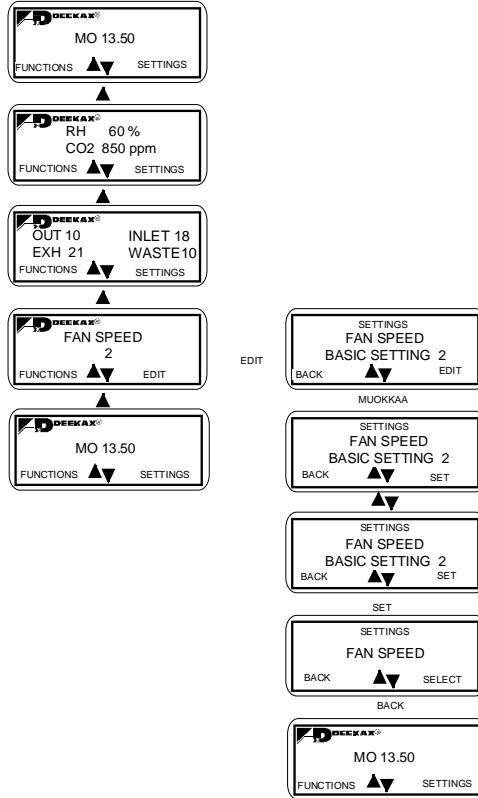 DEEKAX®
MO 13.50
FUNCTIONS SETTINGS
DEEKAX®
RH 60 %
CO2 850 ppm
FUNCTIONS SETTINGS
DEEKAX®
OUT 10 INLET 18
EXH 21 WASTE10
FUNCTIONS SETTINGS
DEEKAX®
FAN SPEED
2
FUNCTIONS EDIT
DEEKAX®
MO 13.50
FUNCTIONS SETTINGS
EDIT
SETTINGS
FAN SPEED
BASIC SETTING 2
BACK EDIT
MUOKKAA
SETTINGS
FAN SPEED
BASIC SETTING 2
BACK SET
SETTINGS
FAN SPEED
BASIC SETTING 2
BACK SET
SET
SETTINGS
FAN SPEED
BACK SELECT
BACK
DEEKAX®
MO 13.50
FUNCTIONS SETTINGS